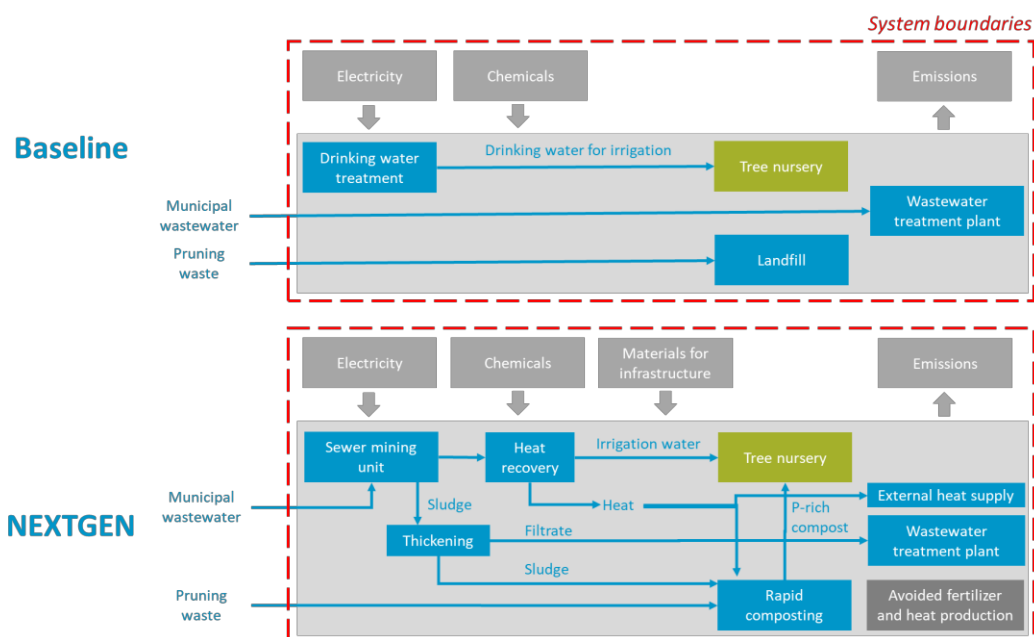 System boundaries
Electricity
Chemicals
Emissions
Baseline
Drinking water
treatment
Drinking water for irrigation
Tree nursery
Municipal
wastewater
Wastewater
treatment plant
Pruning
waste
Landfill
Electricity
Chemicals
Materials for
infrastructure
Emissions
NEXTGEN
Sewer mining
unit
Heat
recovery
Irrigation water
Tree nursery
Municipal
wastewater
Sludge
Heat
P-rich
compost
External heat supply
Thickening
Filtrate
Wastewater
treatment plant
Sludge
Pruning
waste
Rapid
composting
Avoided fertilizer
and heat production